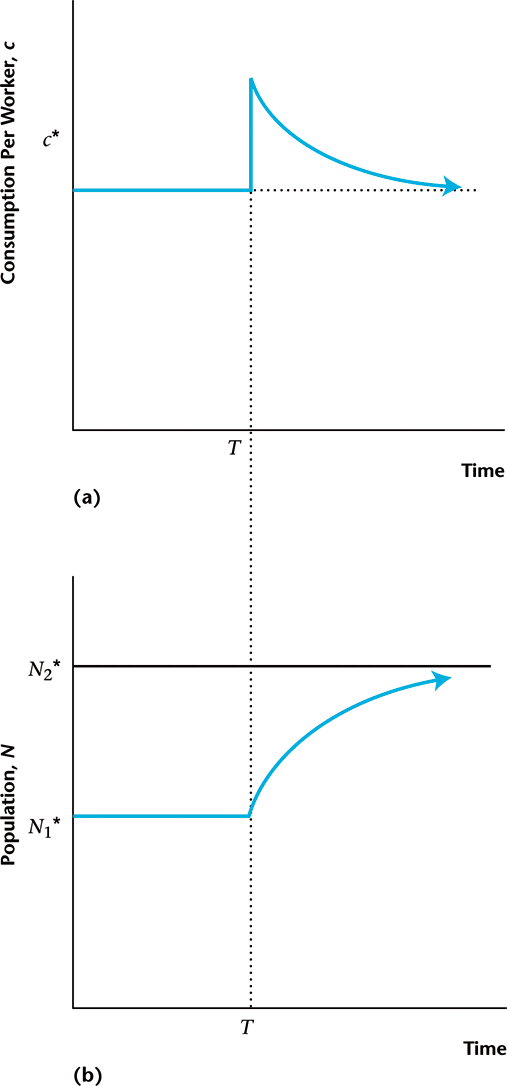 Consumption Per Worker, c
c*
T
Time
(a)
Population, N
N₂*
N₁*
T
Time
(b)